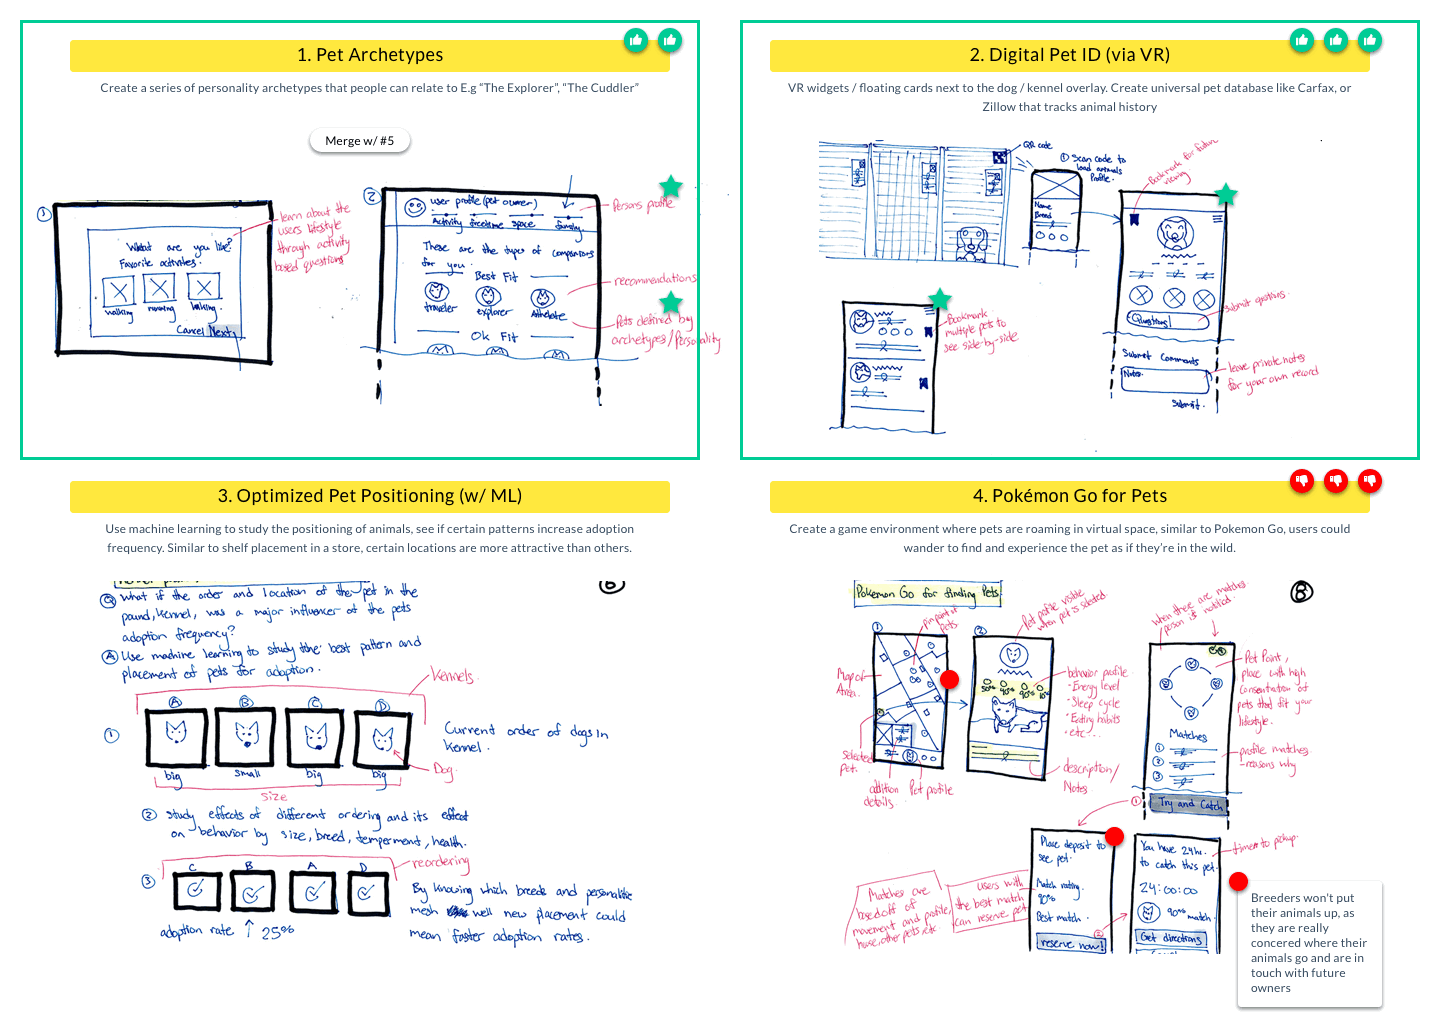 1. Pet Archetypes
Create a series of personality archetypes that people can relate to E.g “The Explorer”, “The Cuddler”
Merge w/ #5
1
What are you like?
Favorite activities.
walking running hiking.
Cancel Next
learn about the
users lifestyle
through activity
based questions
2
user profile (pet owner)
Activity freetime space family
These are the types of companions
for you.
Best Fit
traveler explorer Athelete
Ok Fit
Persons profile
recommendations
Pets defined by
archetypes/Personality
2. Digital Pet ID (via VR)
VR widgets / floating cards next to the dog / kennel overlay. Create universal pet database like Carfax, or
Zillow that tracks animal history
QR code
1 Scan code to
load animals
Profile.
Name
Breed
Bookmark for future
viewing
Questions!
submit questions.
Submit Comments
Notes.
Submit.
leave private notes
for your own record
Bookmark
multiple pets to
see side-by-side
3. Optimized Pet Positioning (w/ ML)
Use machine learning to study the positioning of animals, see if certain patterns increase adoption
frequency. Similar to shelf placement in a store, certain locations are more attractive than others.
Q What if the order and location of the pet in the
pound, kennel, was a major influencer of the pets
adoption frequency?
A Use machine learning to study the best pattern and
placement of pets for adoption.
Kennels
A B C D
1
Current order of dogs in
Kennel.
Dog.
big small big big
size
2 study effects of different ordering and its effect
on behavior by size, breed, temperment, health.
reordering
C B A D
3
By knowing which breeds and personalities
mesh well new placement could
mean faster adoption rates.
adoption rate ↑ 25%
4. Pokémon Go for Pets
Create a game environment where pets are roaming in virtual space, similar to Pokemon Go, users could
wander to find and experience the pet as if they’re in the wild.
Pokemon Go for finding Pets
8
1
pinpoint
pets
Map of
Area.
selected
pet.
addition
details.
Pet profile
2
Pet profile visible
when pet is selected.
50% 90% 90% 10%
behavior profile
- Energy level
- Sleep cycle
- Eating habits
- etc...
description/
Notes
when there are matches
person is notified.
Pet Point,
place with high
concentration of
pets that fit your
lifestyle.
Matches
1
2
3
profile matches
- reasons why
Try and Catch
1
Place deposit to
see pet.
Match rating.
90%
Best match.
reserve now!
2
Matches are
based off of
movement and profile,
house, other pets, etc.
users with
the best match
can reserve pet
You have 24hr.
to catch this pet.
24:00:00
90% match.
Get directions
timer to pickup.
Breeders won't put
their animals up, as
they are really
concered where their
animals go and are in
touch with future
owners